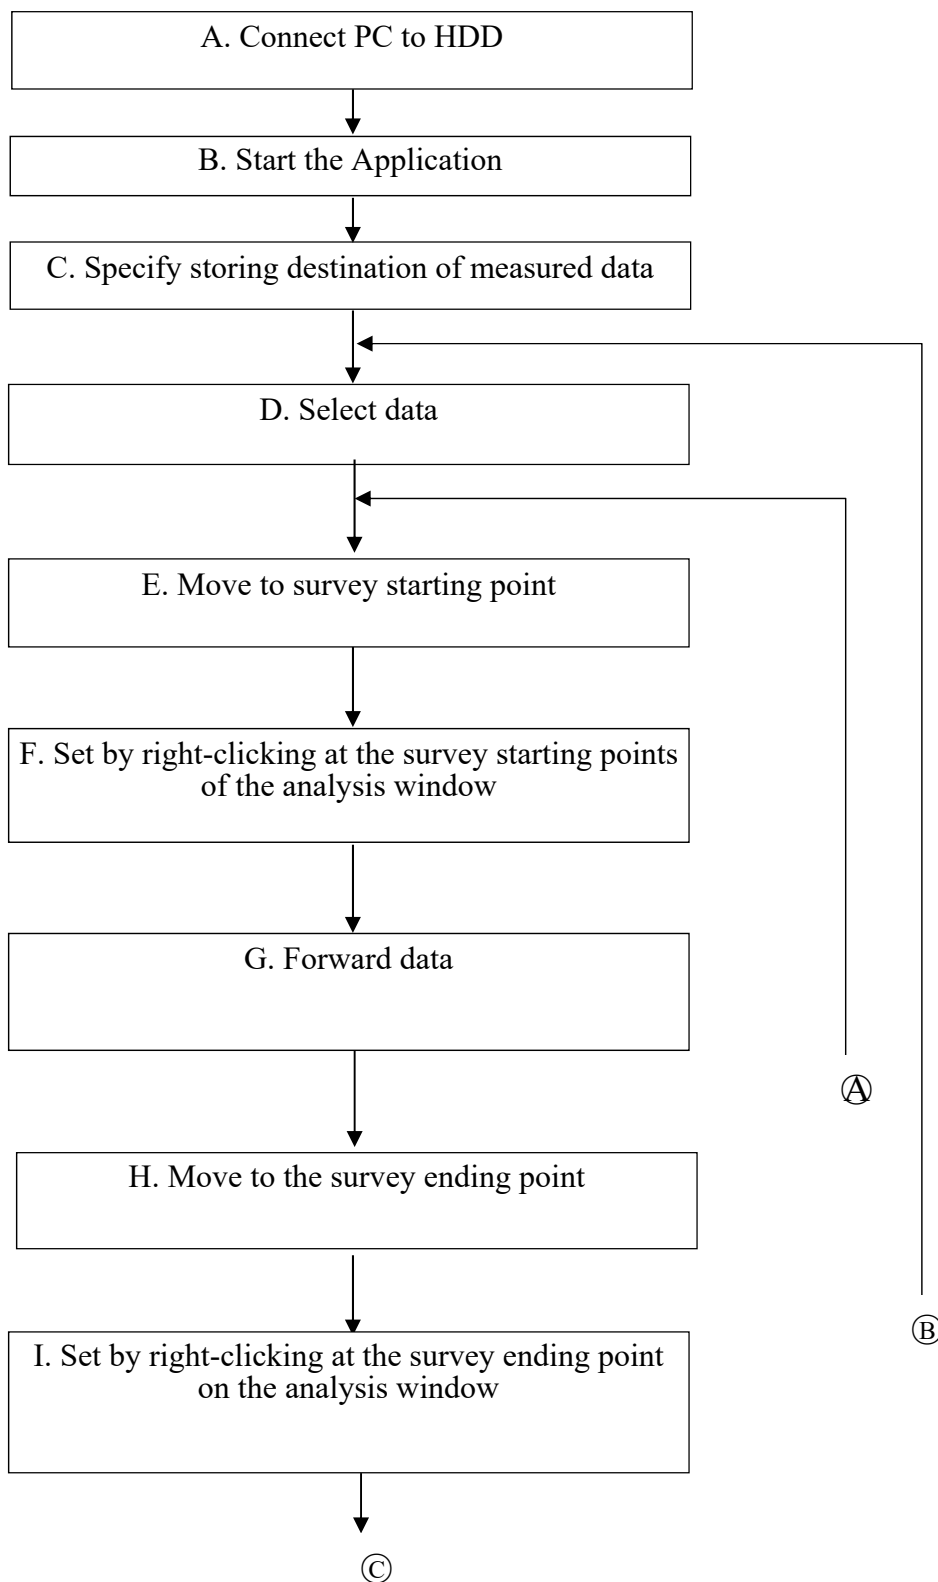 A. Connect PC to HDD
B. Start the Application
C. Specify storing destination of measured data
D. Select data
E. Move to survey starting point
F. Set by right-clicking at the survey starting points
of the analysis window
G. Forward data
Ⓐ
H. Move to the survey ending point
Ⓑ
I. Set by right-clicking at the survey ending point
on the analysis window
Ⓒ